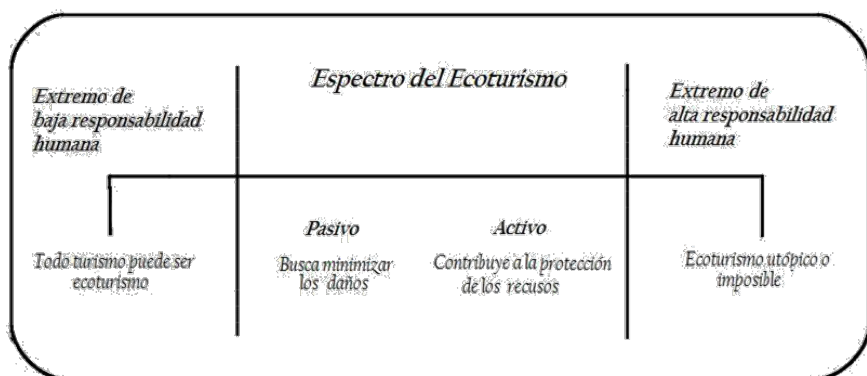 Espectro del Ecoturismo
Extremo de
baja responsabilidad
humana
Extremo de
alta responsabilidad
humana
Pasivo
Busca minimizar
los daños
Activo
Contribuye a la protección
de los recusos
Todo turismo puede ser
ecoturismo
Ecoturismo utópico o
imposible